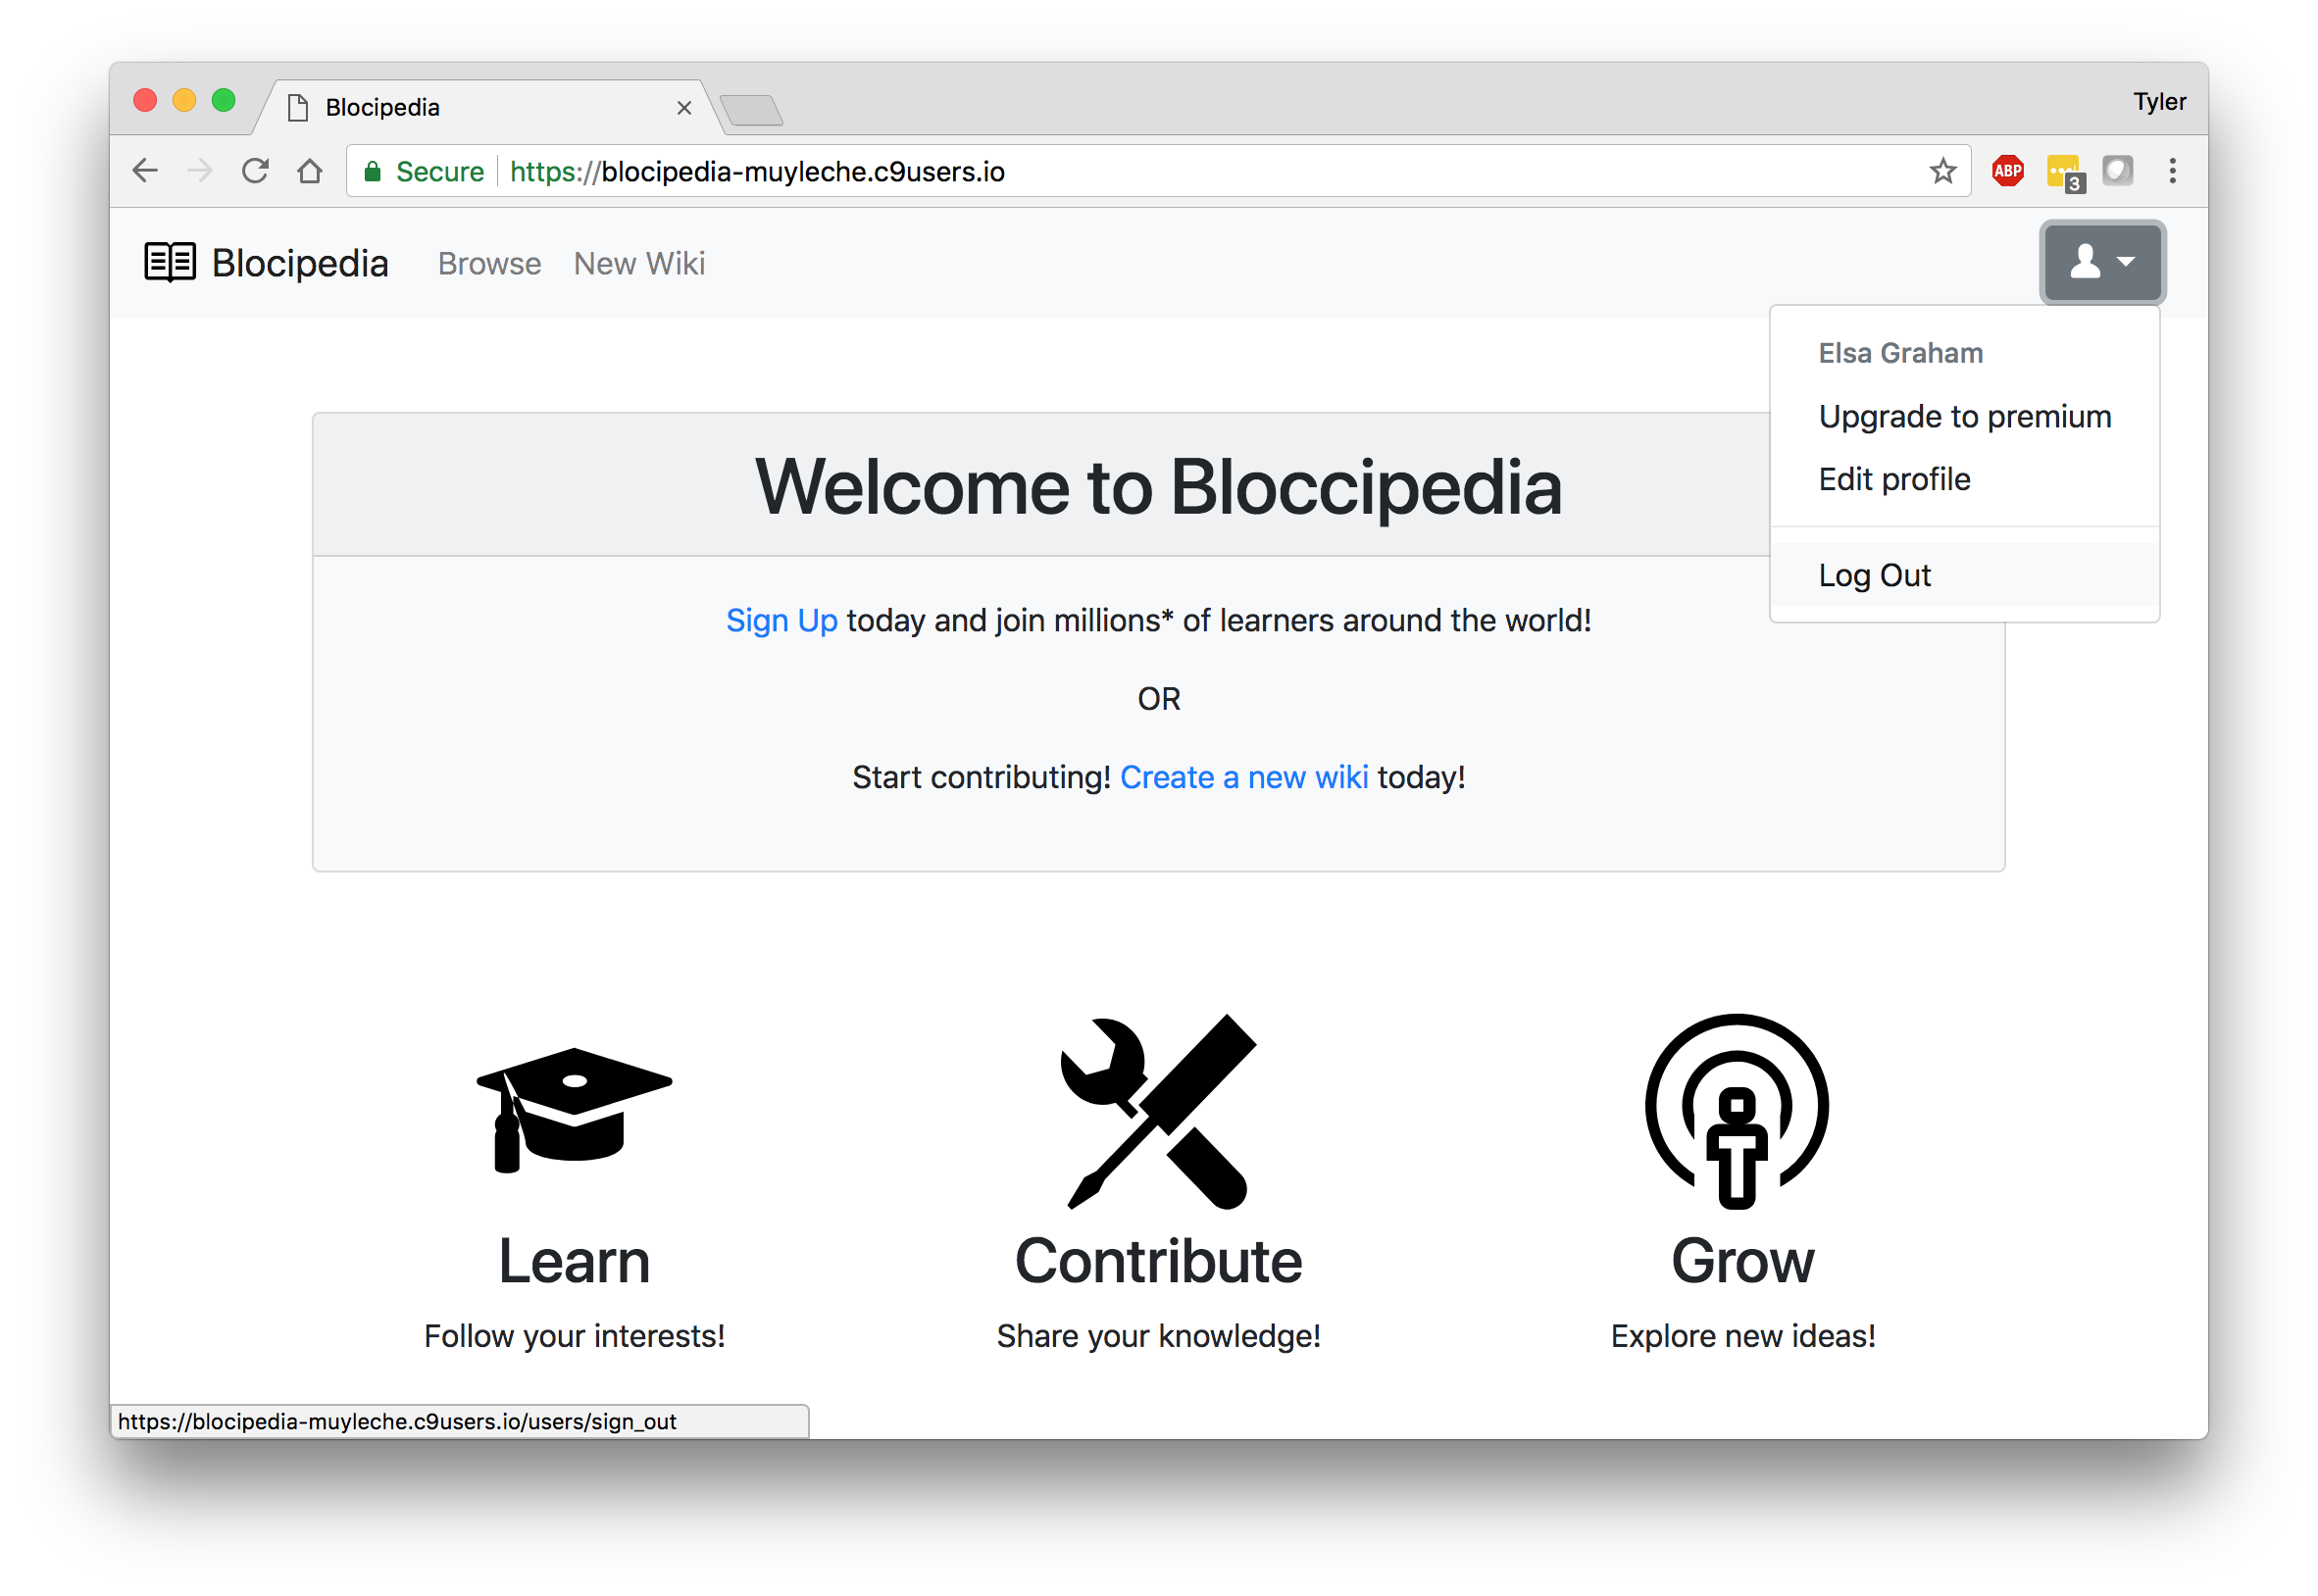 Blocipedia
Tyler
Secure https://blocipedia-muyleche.c9users.io
ABP
3
Blocipedia Browse New Wiki
Elsa Graham
Upgrade to premium
Edit profile
Log Out
Welcome to Bloccipedia
Sign Up today and join millions* of learners around the world!
OR
Start contributing! Create a new wiki today!
Learn
Follow your interests!
Contribute
Share your knowledge!
Grow
Explore new ideas!
https://blocipedia-muyleche.c9users.io/users/sign_out